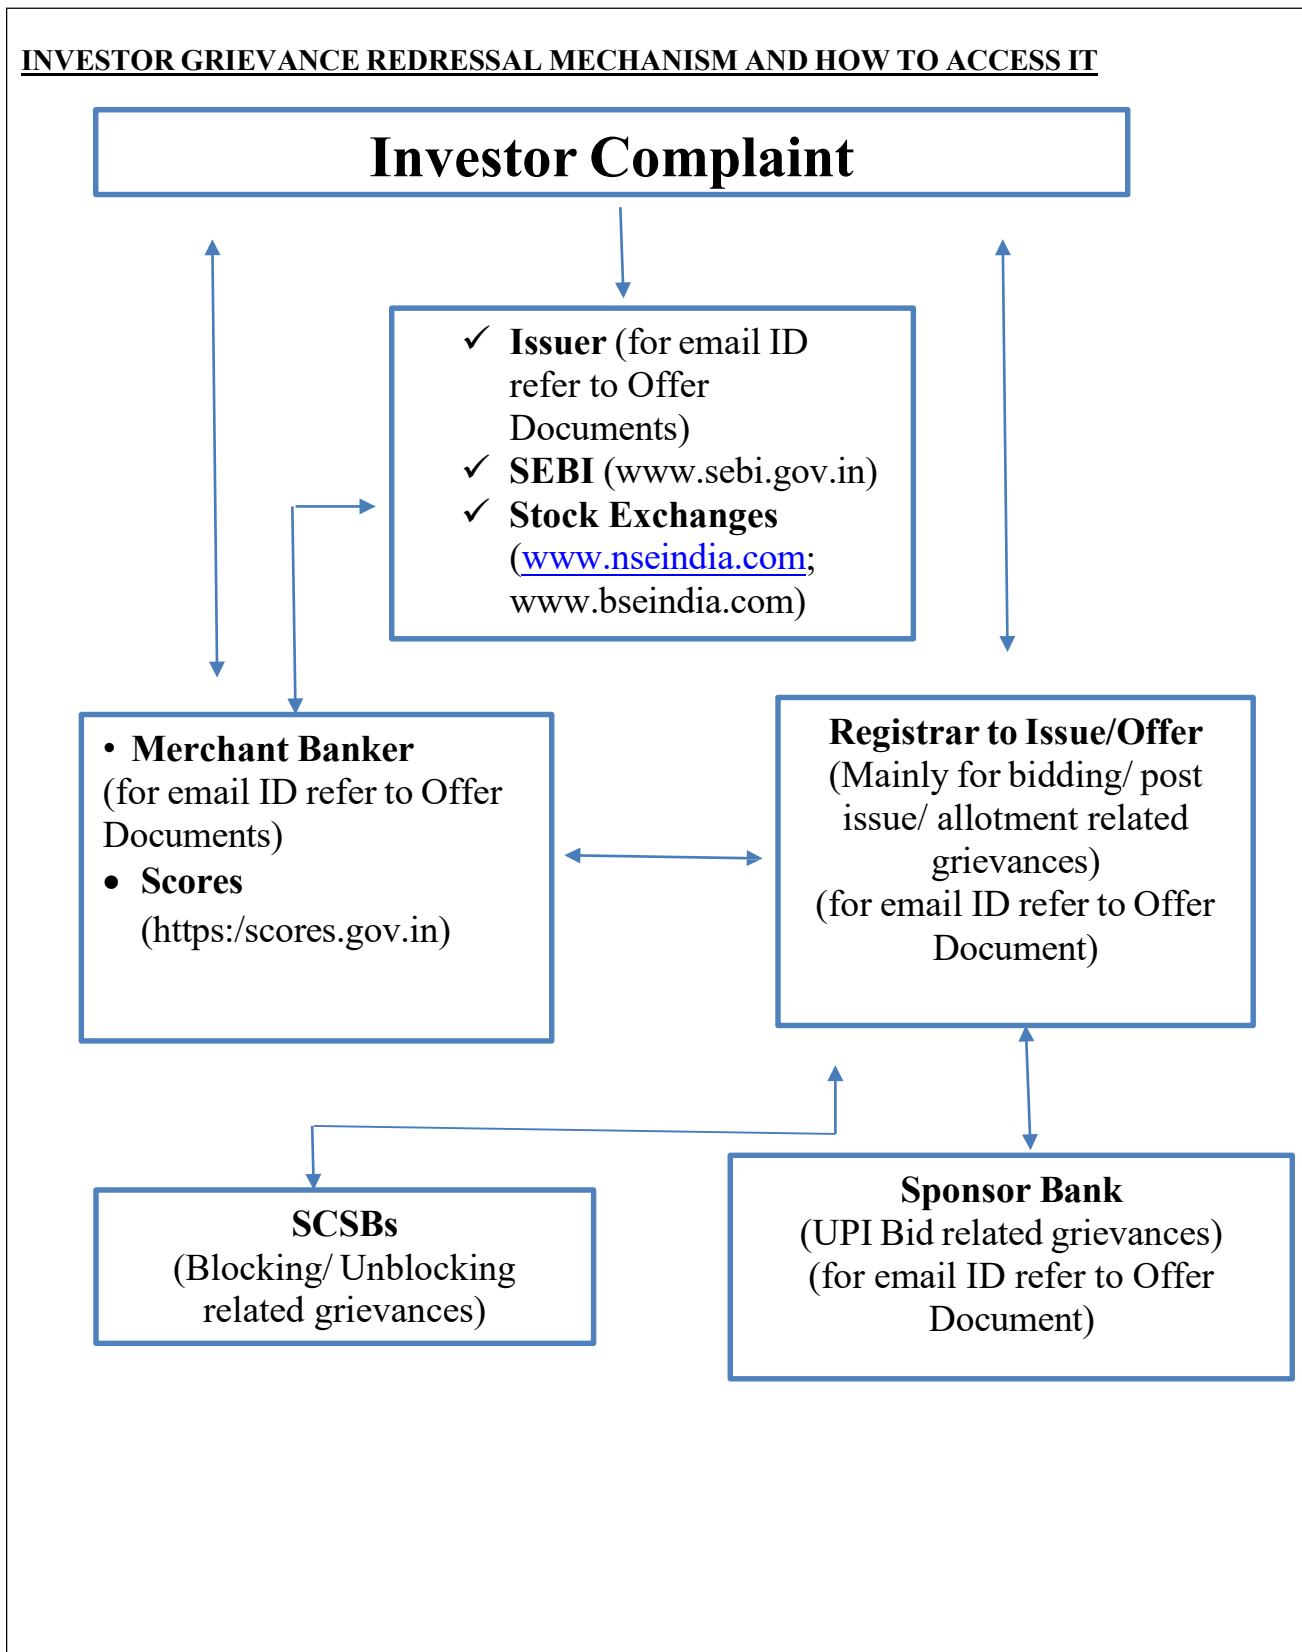 INVESTOR GRIEVANCE REDRESSAL MECHANISM AND HOW TO ACCESS IT
Investor Complaint
✓ Issuer (for email ID
refer to Offer
Documents)
✓ SEBI (www.sebi.gov.in)
✓ Stock Exchanges
(www.nseindia.com;
www.bseindia.com)
• Merchant Banker
(for email ID refer to Offer
Documents)
• Scores
(https:/scores.gov.in)
Registrar to Issue/Offer
(Mainly for bidding/ post
issue/ allotment related
grievances)
(for email ID refer to Offer
Document)
SCSBs
(Blocking/ Unblocking
related grievances)
Sponsor Bank
(UPI Bid related grievances)
(for email ID refer to Offer
Document)